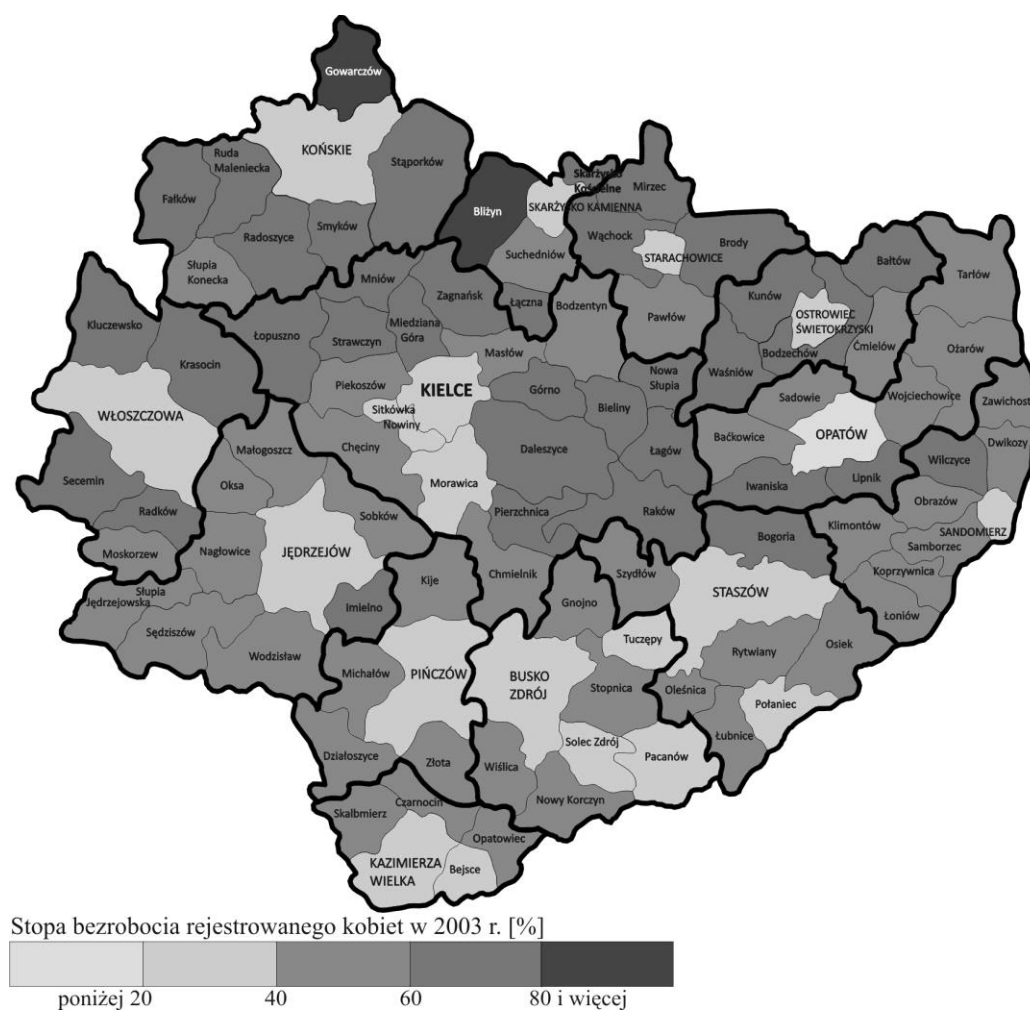 Gowarczów
KOŃSKIE
Stąporków
Ruda
Maleniecka
Fałków
Radoszyce
Smyków
Słupia
Konecka
Bliżyn
Skarżysko
Kościelne
SKARŻYSKO KAMIENNA
Suchedniów
Łączna
Mirzec
Wąchock
STARACHOWICE
Brody
Pawłów
Bałtów
Kunów
OSTROWIEC
ŚWIETOKRZYSKI
Bodzechów
Waśniów
Ćmielów
Tarłów
Ożarów
Mniów
Zagnańsk
Bodzentyn
Kluczewsko
Krasocin
Łopuszno
Strawczyn
Miedziana
Góra
Masłów
Piekoszów
KIELCE
Górno
Nowa
Słupia
Sitkówka
Nowiny
Bieliny
WŁOSZCZOWA
Małogoszcz
Chęciny
Daleszyce
Łagów
Morawica
Sadowie
Wojciechowice
Baćkowice
OPATÓW
Zawichost
Dwikozy
Wilczyce
Lipnik
Iwaniska
Secemin
Oksa
Radków
Sobków
Pierzchnica
Raków
Obrazów
Klimontów
SANDOMIERZ
Samborzec
Moskorzew
Nagłowice
JĘDRZEJÓW
Bogoria
Koprzywnica
Kije
Chmielnik
Szydłów
STASZÓW
Słupia
Jędrzejowska
Imielno
Gnojno
Łoniów
Sędziszów
Tuczępy
Osiek
Wodzisław
Michałów
PIŃCZÓW
BUSKO
ZDRÓJ
Rytwiany
Stopnica
Oleśnica
Połaniec
Działoszyce
Złota
Wiślica
Solec Zdrój
Pacanów
Łubnice
Czarnocin
Skałbmierz
Nowy Korczyn
Opatowiec
KAZIMIERZA
WIELKA
Bejsce
Stopa bezrobocia rejestrowanego kobiet w 2003 r. [%]
poniżej 20 40 60 80 i więcej